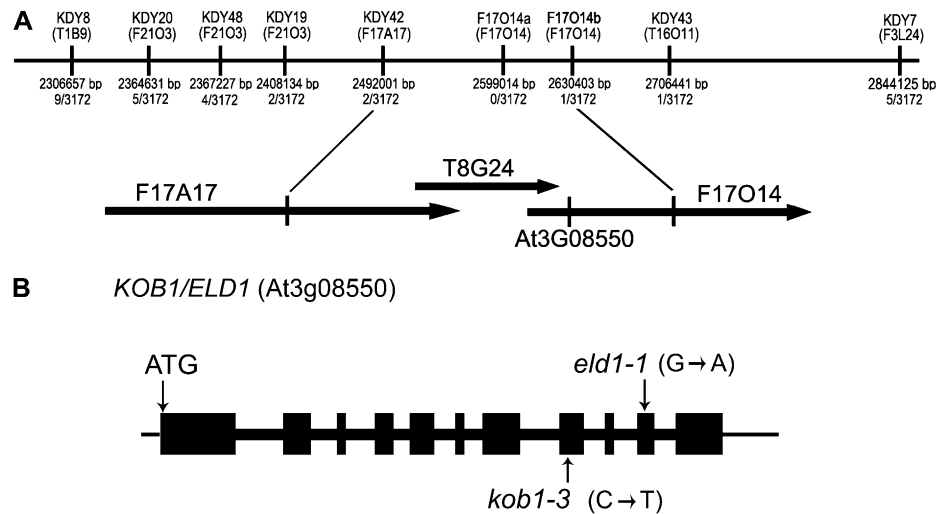 A
KDY8 KDY20 KDY48 KDY19 KDY42 F17O14a F17O14b KDY43 KDY7
(T1B9) (F21O3) (F21O3) (F21O3) (F17A17) (F17O14) (F17O14) (T16O11) (F3L24)
2306657 bp 2364631 bp 2367227 bp 2408134 bp 2492001 bp 2599014 bp 2630403 bp 2706441 bp 2844125 bp
9/3172 5/3172 4/3172 2/3172 2/3172 0/3172 1/3172 1/3172 5/3172
T8G24
F17A17 F17O14
At3G08550
B KOB1/ELD1 (At3g08550)
ATG eld1-1 (G→A)
kob1-3 (C→T)